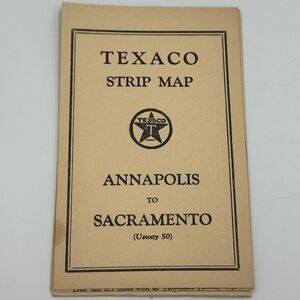 TEXACO
STRIP MAP
TEXACO
T
ANNAPOLIS
TO
SACRAMENTO
(Usway 50)